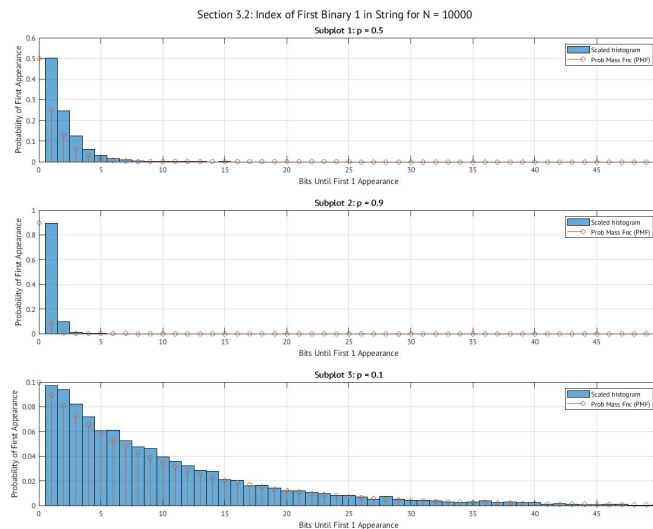 Section 3.2: Index of First Binary 1 in String for N = 10000
Subplot 1: p = 0.5
Probability of First Appearance
0.6
0.5
0.4
0.3
0.2
0.1
0
Scaled histogram
Prob Mass Fnc (PMF)
0 5 10 15 20 25 30 35 40 45
Bits Until First 1 Appearance
Subplot 2: p = 0.9
Probability of First Appearance
1
0.8
0.6
0.4
0.2
0
Scaled histogram
Prob Mass Fnc (PMF)
0 5 10 15 20 25 30 35 40 45
Bits Until First 1 Appearance
Subplot 3: p = 0.1
Probability of First Appearance
0.1
0.08
0.06
0.04
0.02
0
Scaled histogram
Prob Mass Fnc (PMF)
0 5 10 15 20 25 30 35 40 45
Bits Until First 1 Appearance